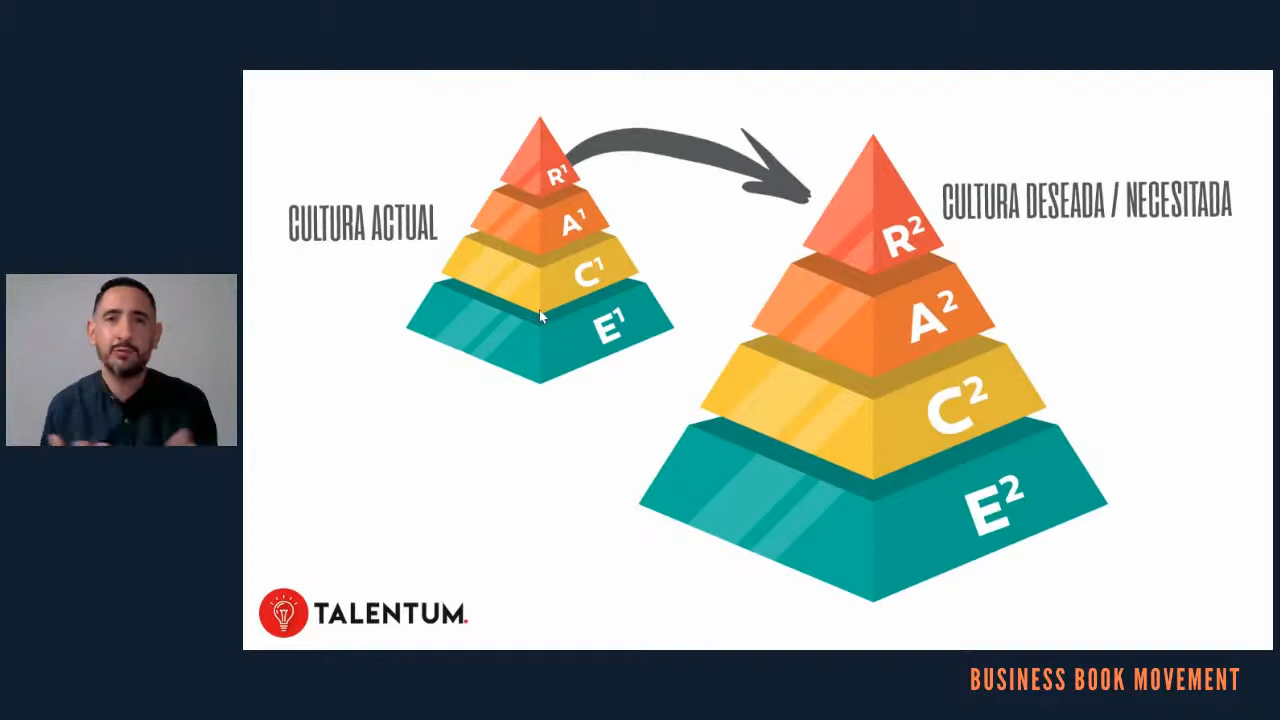 CULTURA ACTUAL
R¹
A¹
C¹
E¹
CULTURA DESEADA / NECESITADA
R²
A²
C²
E²
TALENTUM.
BUSINESS BOOK MOVEMENT